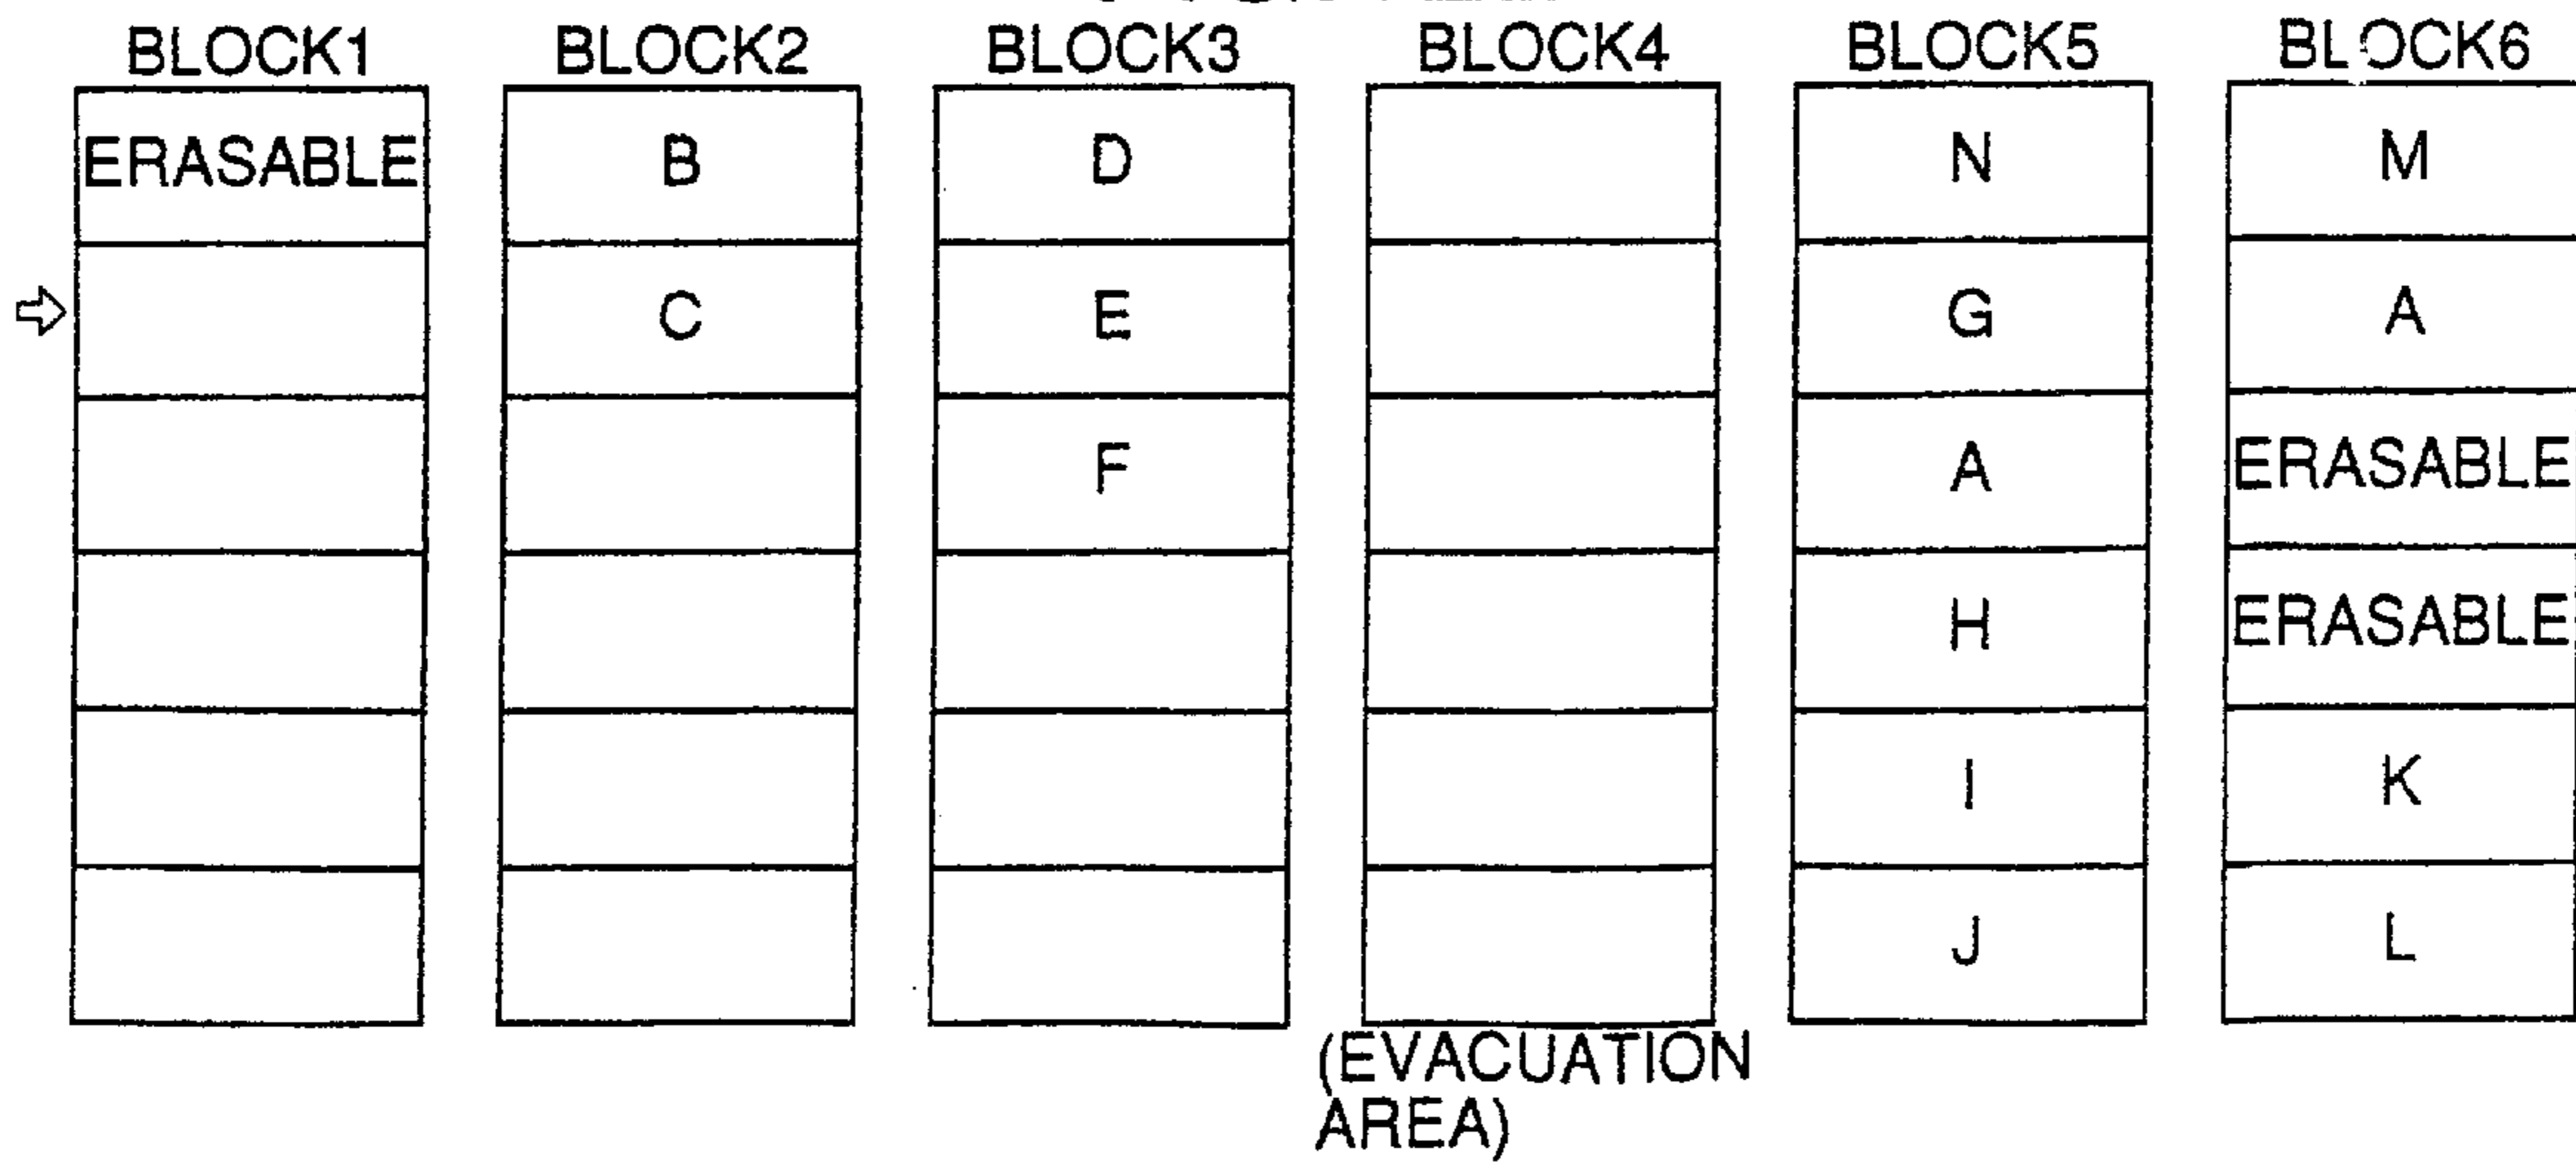 BLOCK1 BLOCK2 BLOCK3 BLOCK4 BLOCK5 BLOCK6
ERASABLE B D N M
C E G A
F A ERASABLE
H ERASABLE
I K
J L
(EVACUATION
AREA)